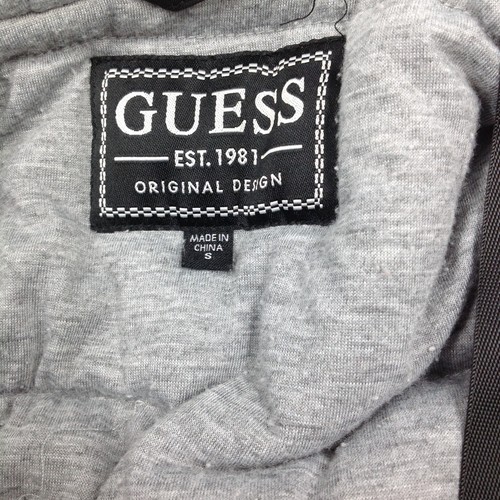 GUESS
EST. 1981
ORIGINAL DESIGN
MADE IN
CHINA
S